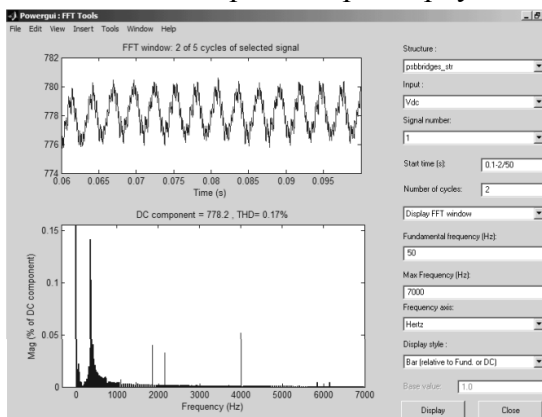 Powergui : FFT Tools
File Edit View Insert Tools Window Help
FFT window: 2 of 5 cycles of selected signal
782
780
778
776
774
0.06 0.065 0.07 0.075 0.08 0.085 0.09 0.095
Time (s)
DC component = 778.2 , THD= 0.17%
Mag (% of DC component)
0.15
0.1
0.05
0
0 1000 2000 3000 4000 5000 6000 7000
Frequency (Hz)
Structure :
psbbridges_str
Input :
Vdc
Signal number:
1
Start time (s): 0.1-2/50
Number of cycles: 2
Display FFT window
Fundamental frequency (Hz):
50
Max Frequency (Hz):
7000
Frequency axis:
Hertz
Display style :
Bar (relative to Fund. or DC)
Base value: 1.0
Display Close